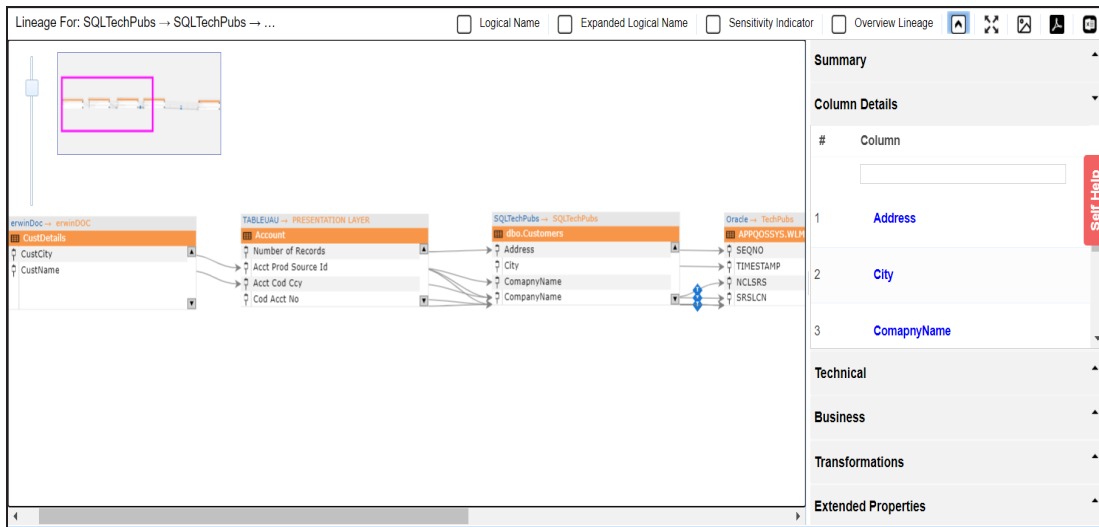 Lineage For: SQLTechPubs → SQLTechPubs → ...
Logical Name
Expanded Logical Name
Sensitivity Indicator
Overview Lineage
erwinDoc → erwinDOC
CustDetails
CustCity
CustName
TABLEUAU → PRESENTATION LAYER
Account
Number of Records
Acct Prod Source Id
Acct Cod Ccy
Cod Acct No
SQLTechPubs → SQLTechPubs
dbo.Customers
Address
City
ComapnyName
CompanyName
Oracle → TechPubs
APPQOSSYS.WLM
SEQNO
TIMESTAMP
NCLSRS
SRSLCN
Summary
Column Details
# Column
1 Address
2 City
3 ComapnyName
Technical
Business
Transformations
Extended Properties
Self Help